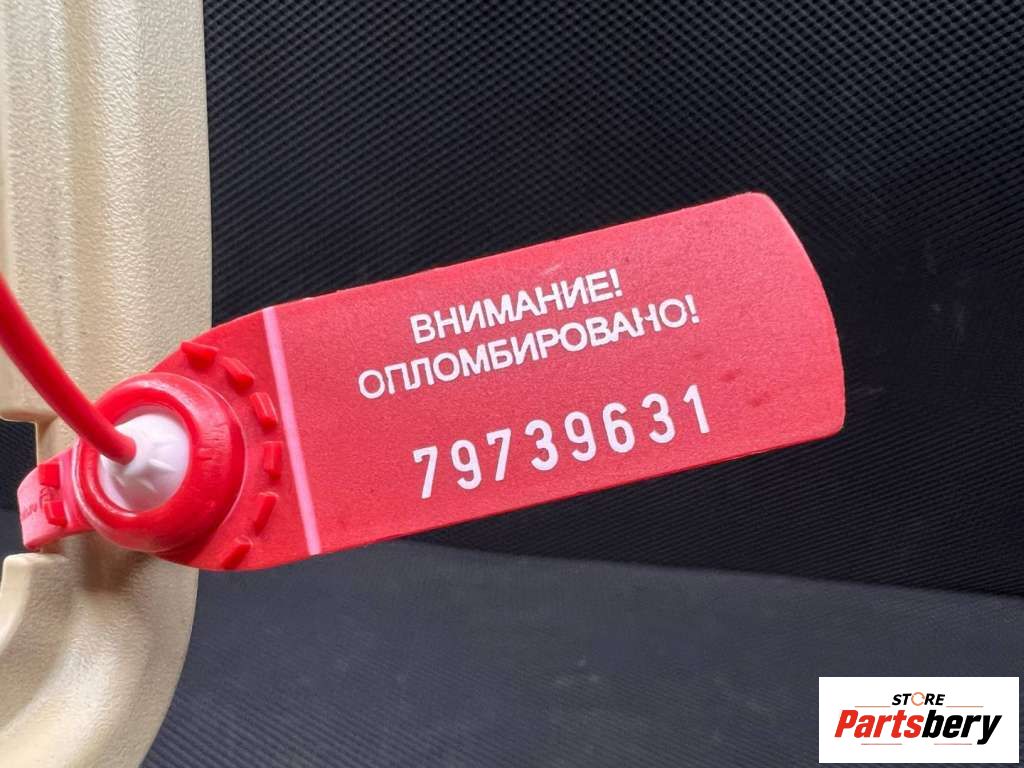 ВНИМАНИЕ!
ОПЛОМБИРОВАНО!
79739631
STORE
Partsbery